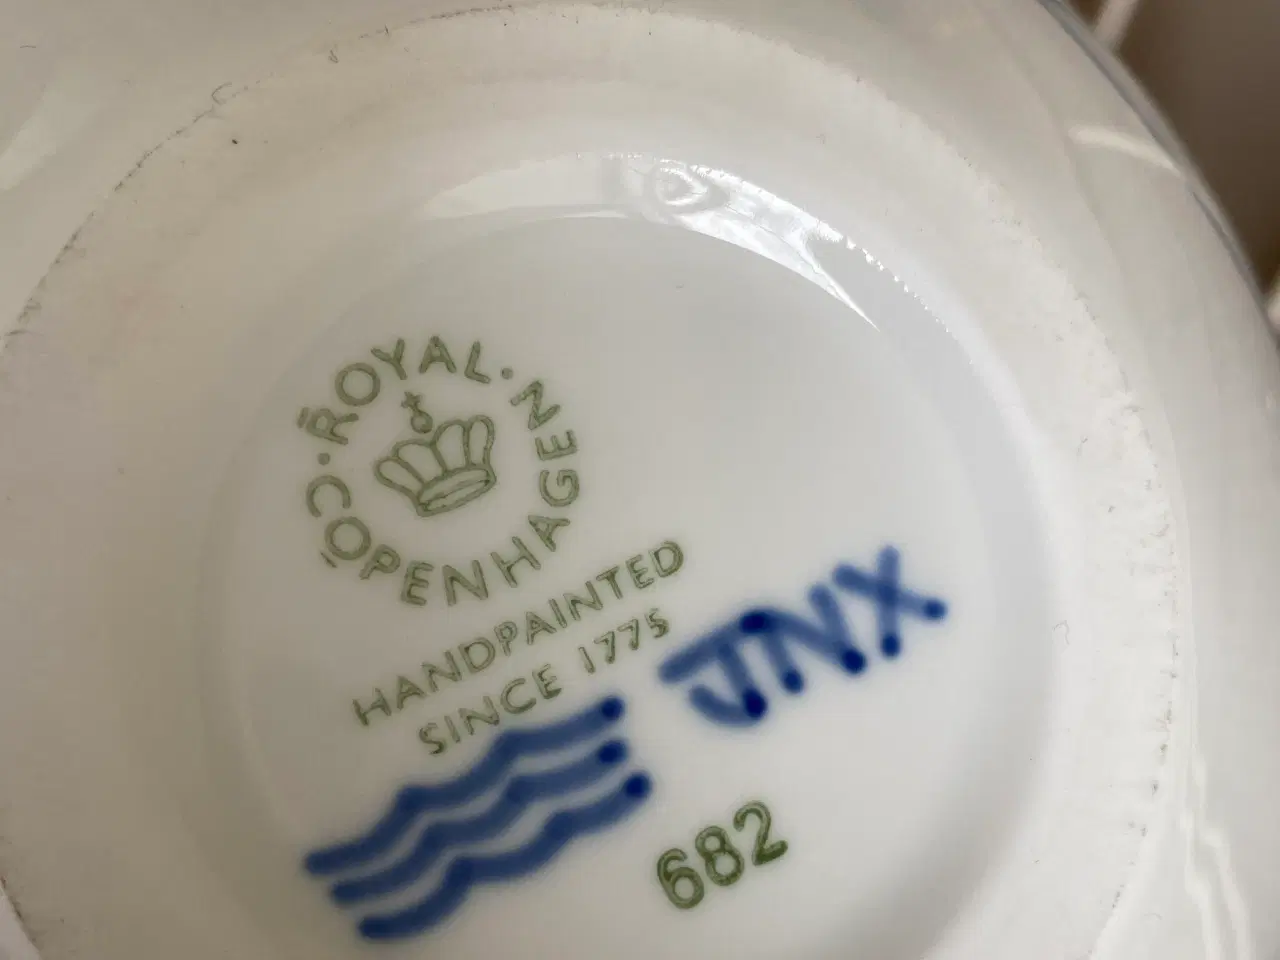 ROYAL · COPENHAGEN ·
HANDPAINTED
SINCE 1775
JNX
682